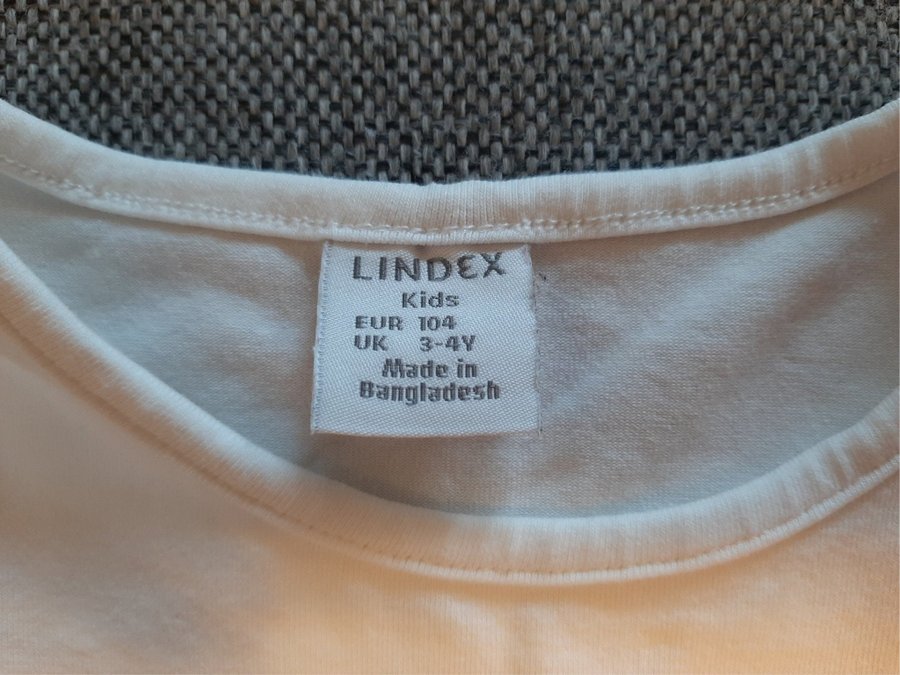 LINDEX
Kids
EUR 104
UK 3-4Y
Made in
Bangladesh